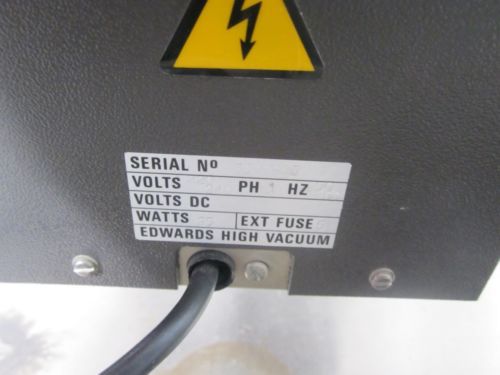 SERIAL Nº
VOLTS PH 1 HZ
VOLTS DC
WATTS EXT FUSE
EDWARDS HIGH VACUUM